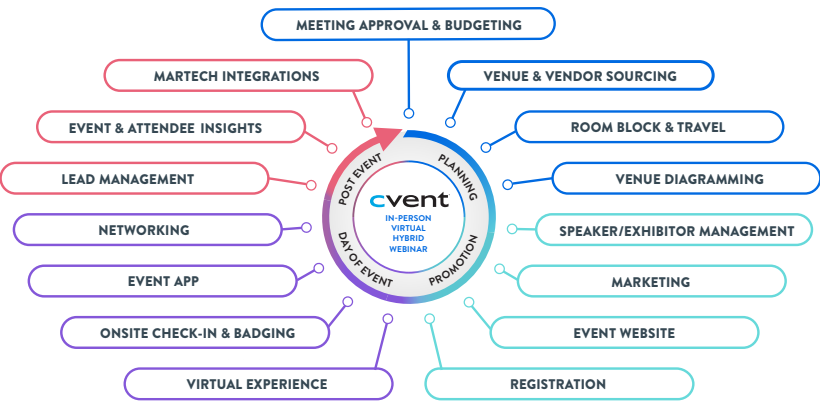 MEETING APPROVAL & BUDGETING
MARTECH INTEGRATIONS
VENUE & VENDOR SOURCING
EVENT & ATTENDEE INSIGHTS
ROOM BLOCK & TRAVEL
LEAD MANAGEMENT
VENUE DIAGRAMMING
NETWORKING
SPEAKER/EXHIBITOR MANAGEMENT
EVENT APP
MARKETING
ONSITE CHECK-IN & BADGING
EVENT WEBSITE
VIRTUAL EXPERIENCE
REGISTRATION
POST EVENT
PLANNING
DAY OF EVENT
PROMOTION
cvent
IN-PERSON
VIRTUAL
HYBRID
WEBINAR